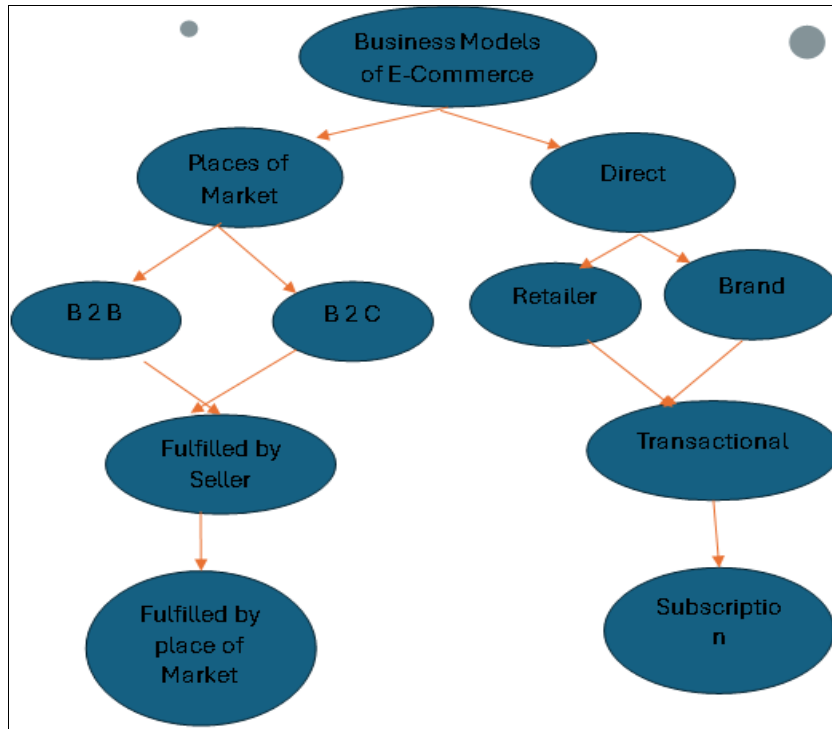 Business Models
of E-Commerce
Places of
Market
Direct
B 2 B
B 2 C
Retailer
Brand
Fulfilled by
Seller
Transactional
Fulfilled by
place of
Market
Subscriptio
n